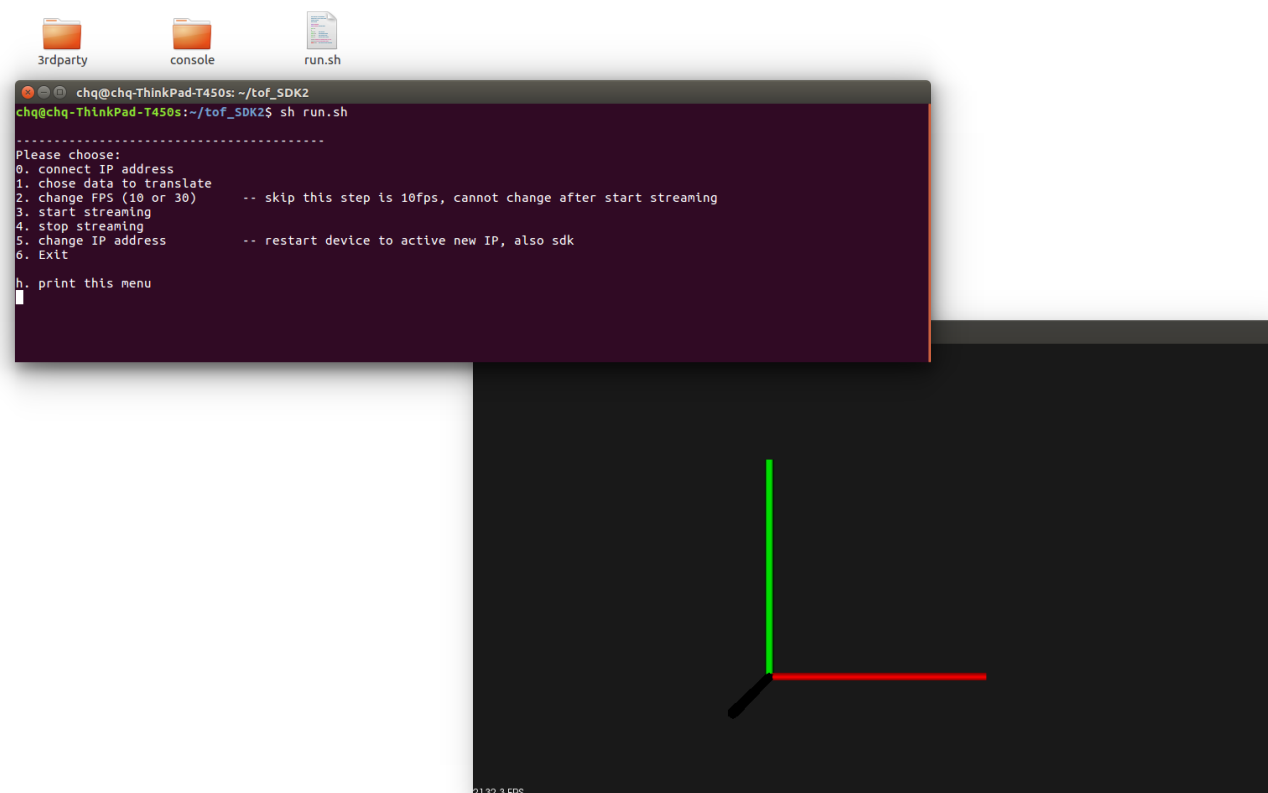 3rdparty
console
run.sh
chq@chq-ThinkPad-T450s: ~/tof_SDK2
chq@chq-ThinkPad-T450s:~/tof_SDK2$ sh run.sh
-----------------------------------------
Please choose:
0. connect IP address
1. chose data to translate
2. change FPS (10 or 30)      -- skip this step is 10fps, cannot change after start streaming
3. start streaming
4. stop streaming
5. change IP address          -- restart device to active new IP, also sdk
6. Exit
h. print this menu
2132.3 FPS